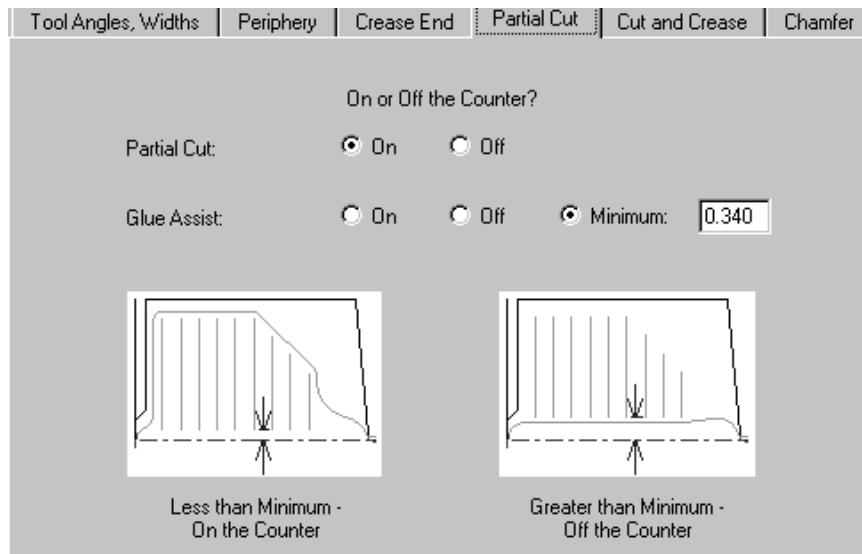 Tool Angles, Widths Periphery Crease End Partial Cut Cut and Crease Chamfer
On or Off the Counter?
Partial Cut: On Off
Glue Assist: On Off Minimum: 0.340
Less than Minimum - Greater than Minimum -
On the Counter Off the Counter